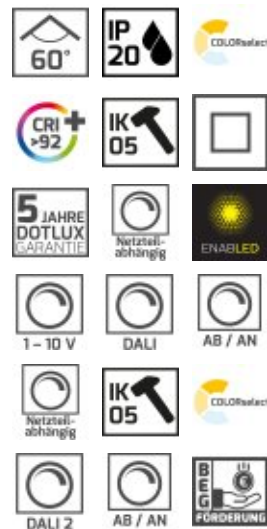 60°
IP
20
COLORselect
CRI +
>92
IK
05
5 JAHRE
DOTLUX
GARANTIE
Netzteil-
abhängig
ENABLED
1 – 10 V
DALI
AB / AN
Netzteil-
abhängig
IK
05
COLORselect
DALI 2
AB / AN
BEG
FÖRDERUNG